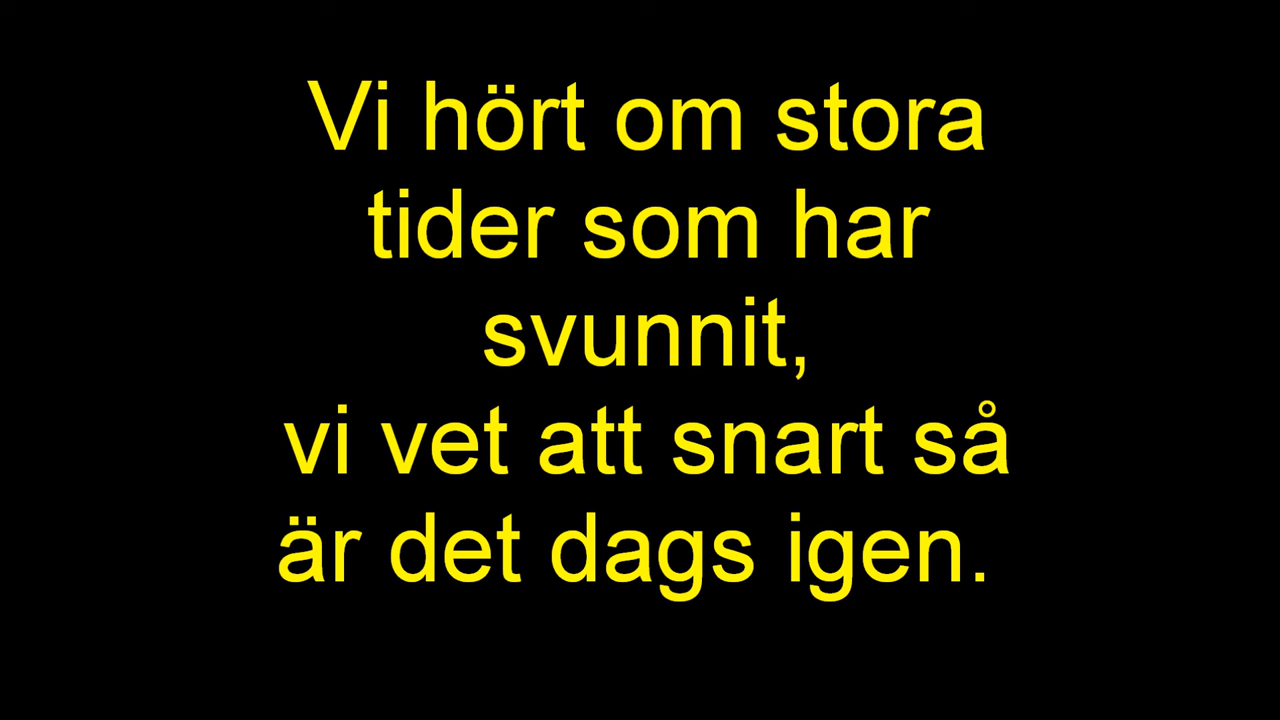 Vi hört om stora
tider som har
svunnit,
vi vet att snart så
är det dags igen.